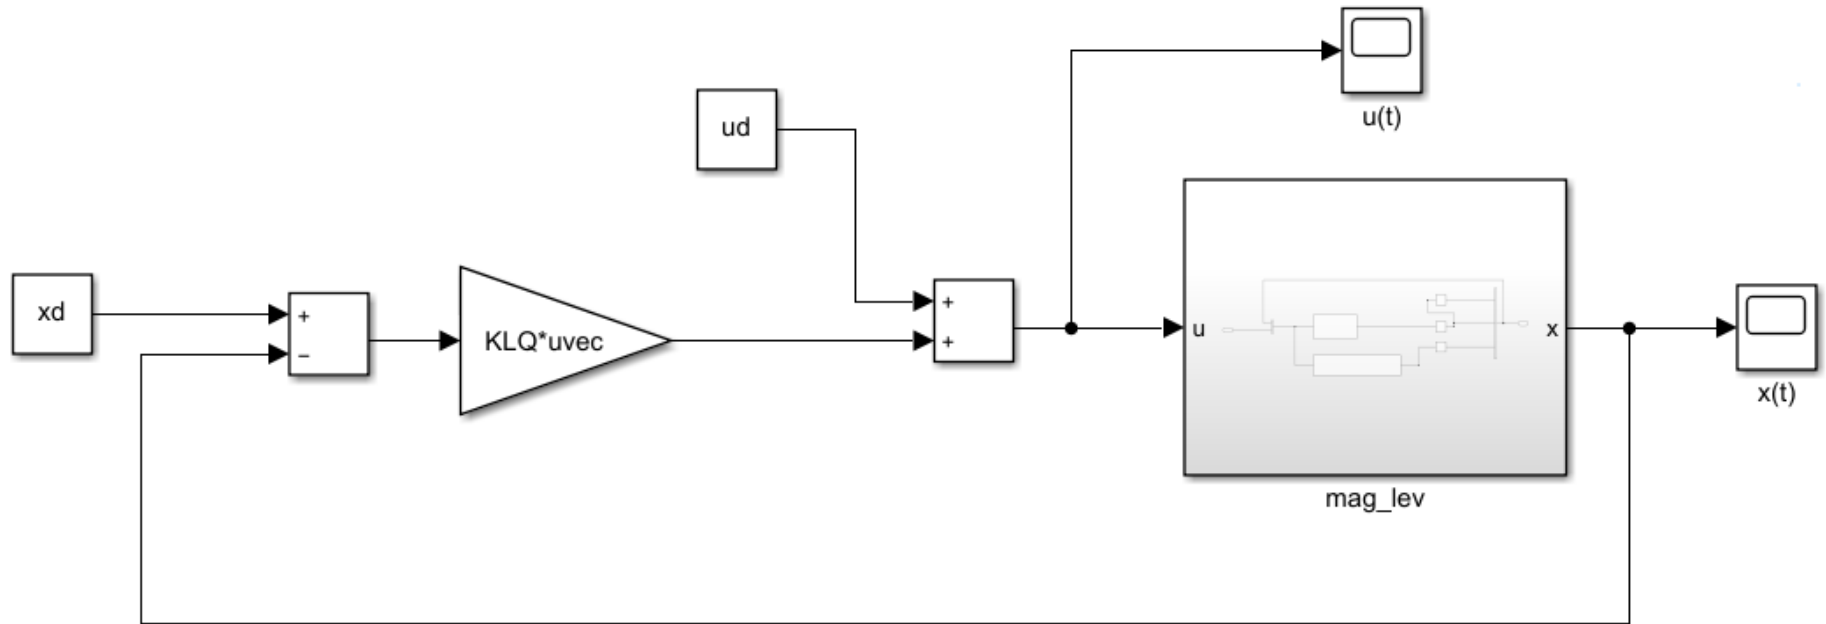 u(t)
ud
xd
+
−
KLQ*uvec
+
+
u
x
x(t)
mag_lev